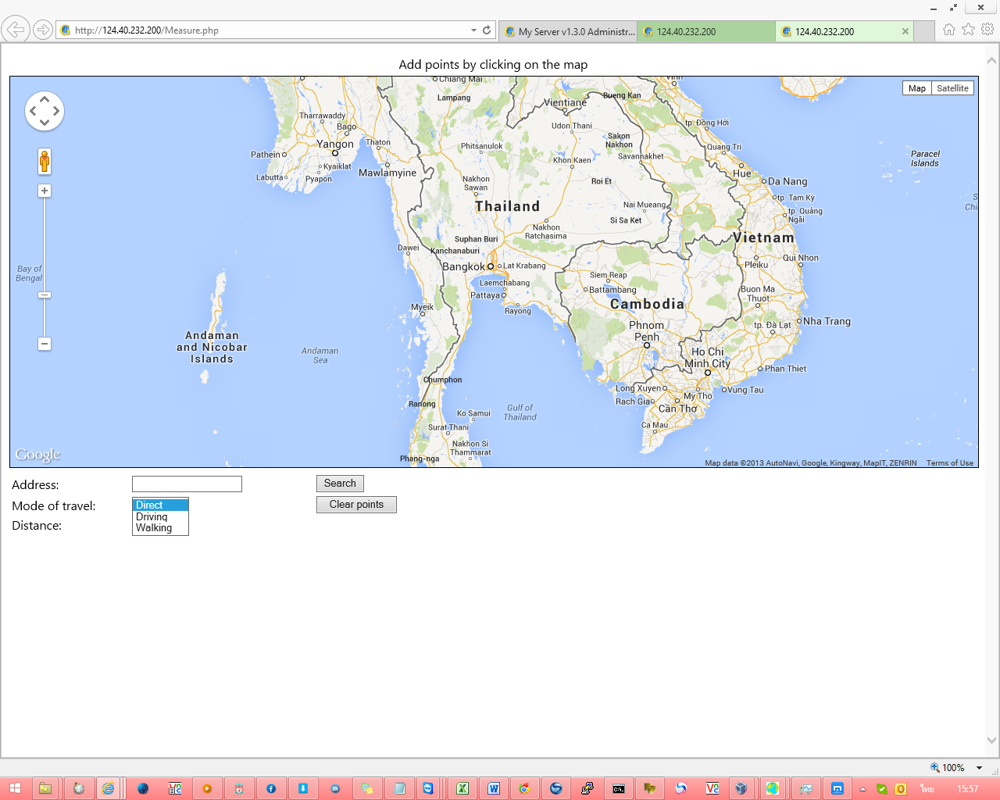 http://124.40.232.200/Measure.php
My Server v1.3.0 Administr...
124.40.232.200
124.40.232.200
Add points by clicking on the map
Map
Satellite
Chiang Mai
Lampang
Vientiane
Bueng Kan
Vinh
Tharrawaddy
Bago
Udon Thani
tp. Đồng Hới
Yangon
Thaton
Phitsanulok
Sakon
Nakhon
Quang Tri
Pathein
Kyaiklat
Mawlamyine
Khon Kaen
Savannakhet
Hue
Paracel
Islands
Labutta
Pyapon
Nakhon
Sawan
Roi Et
Da Nang
tp. Tam Kỳ
Thailand
Nai Mueang
tp. Quảng
Ngãi
Si Sa Ket
Nakhon
Ratchasima
Vietnam
Suphan Buri
Dawei
Kanchanaburi
Qui Nhon
Pleiku
Bay of
Bengal
Bangkok
Lat Krabang
Siem Reap
Laemchabang
Battambang
Buon Ma
Thuot
Pattaya
Myeik
Rayong
Cambodia
Phnom
Penh
tp. Đà Lat
Nha Trang
Andaman
and Nicobar
Islands
Andaman
Sea
Ho Chi
Minh City
Phan Thiet
Chumphon
Long Xuyen
Vung Tau
My Tho
Ranong
Rach Gia
Cần Thơ
Ko Samui
Gulf of
Thailand
Surat Thani
Ca Mau
Nakhon Si
Thammarat
Phang-nga
Google
Map data ©2013 AutoNavi, Google, Kingway, MapIT, ZENRIN
Terms of Use
Address:
Search
Mode of travel:
Direct
Driving
Walking
Clear points
Distance:
100%
ไทย
15:57